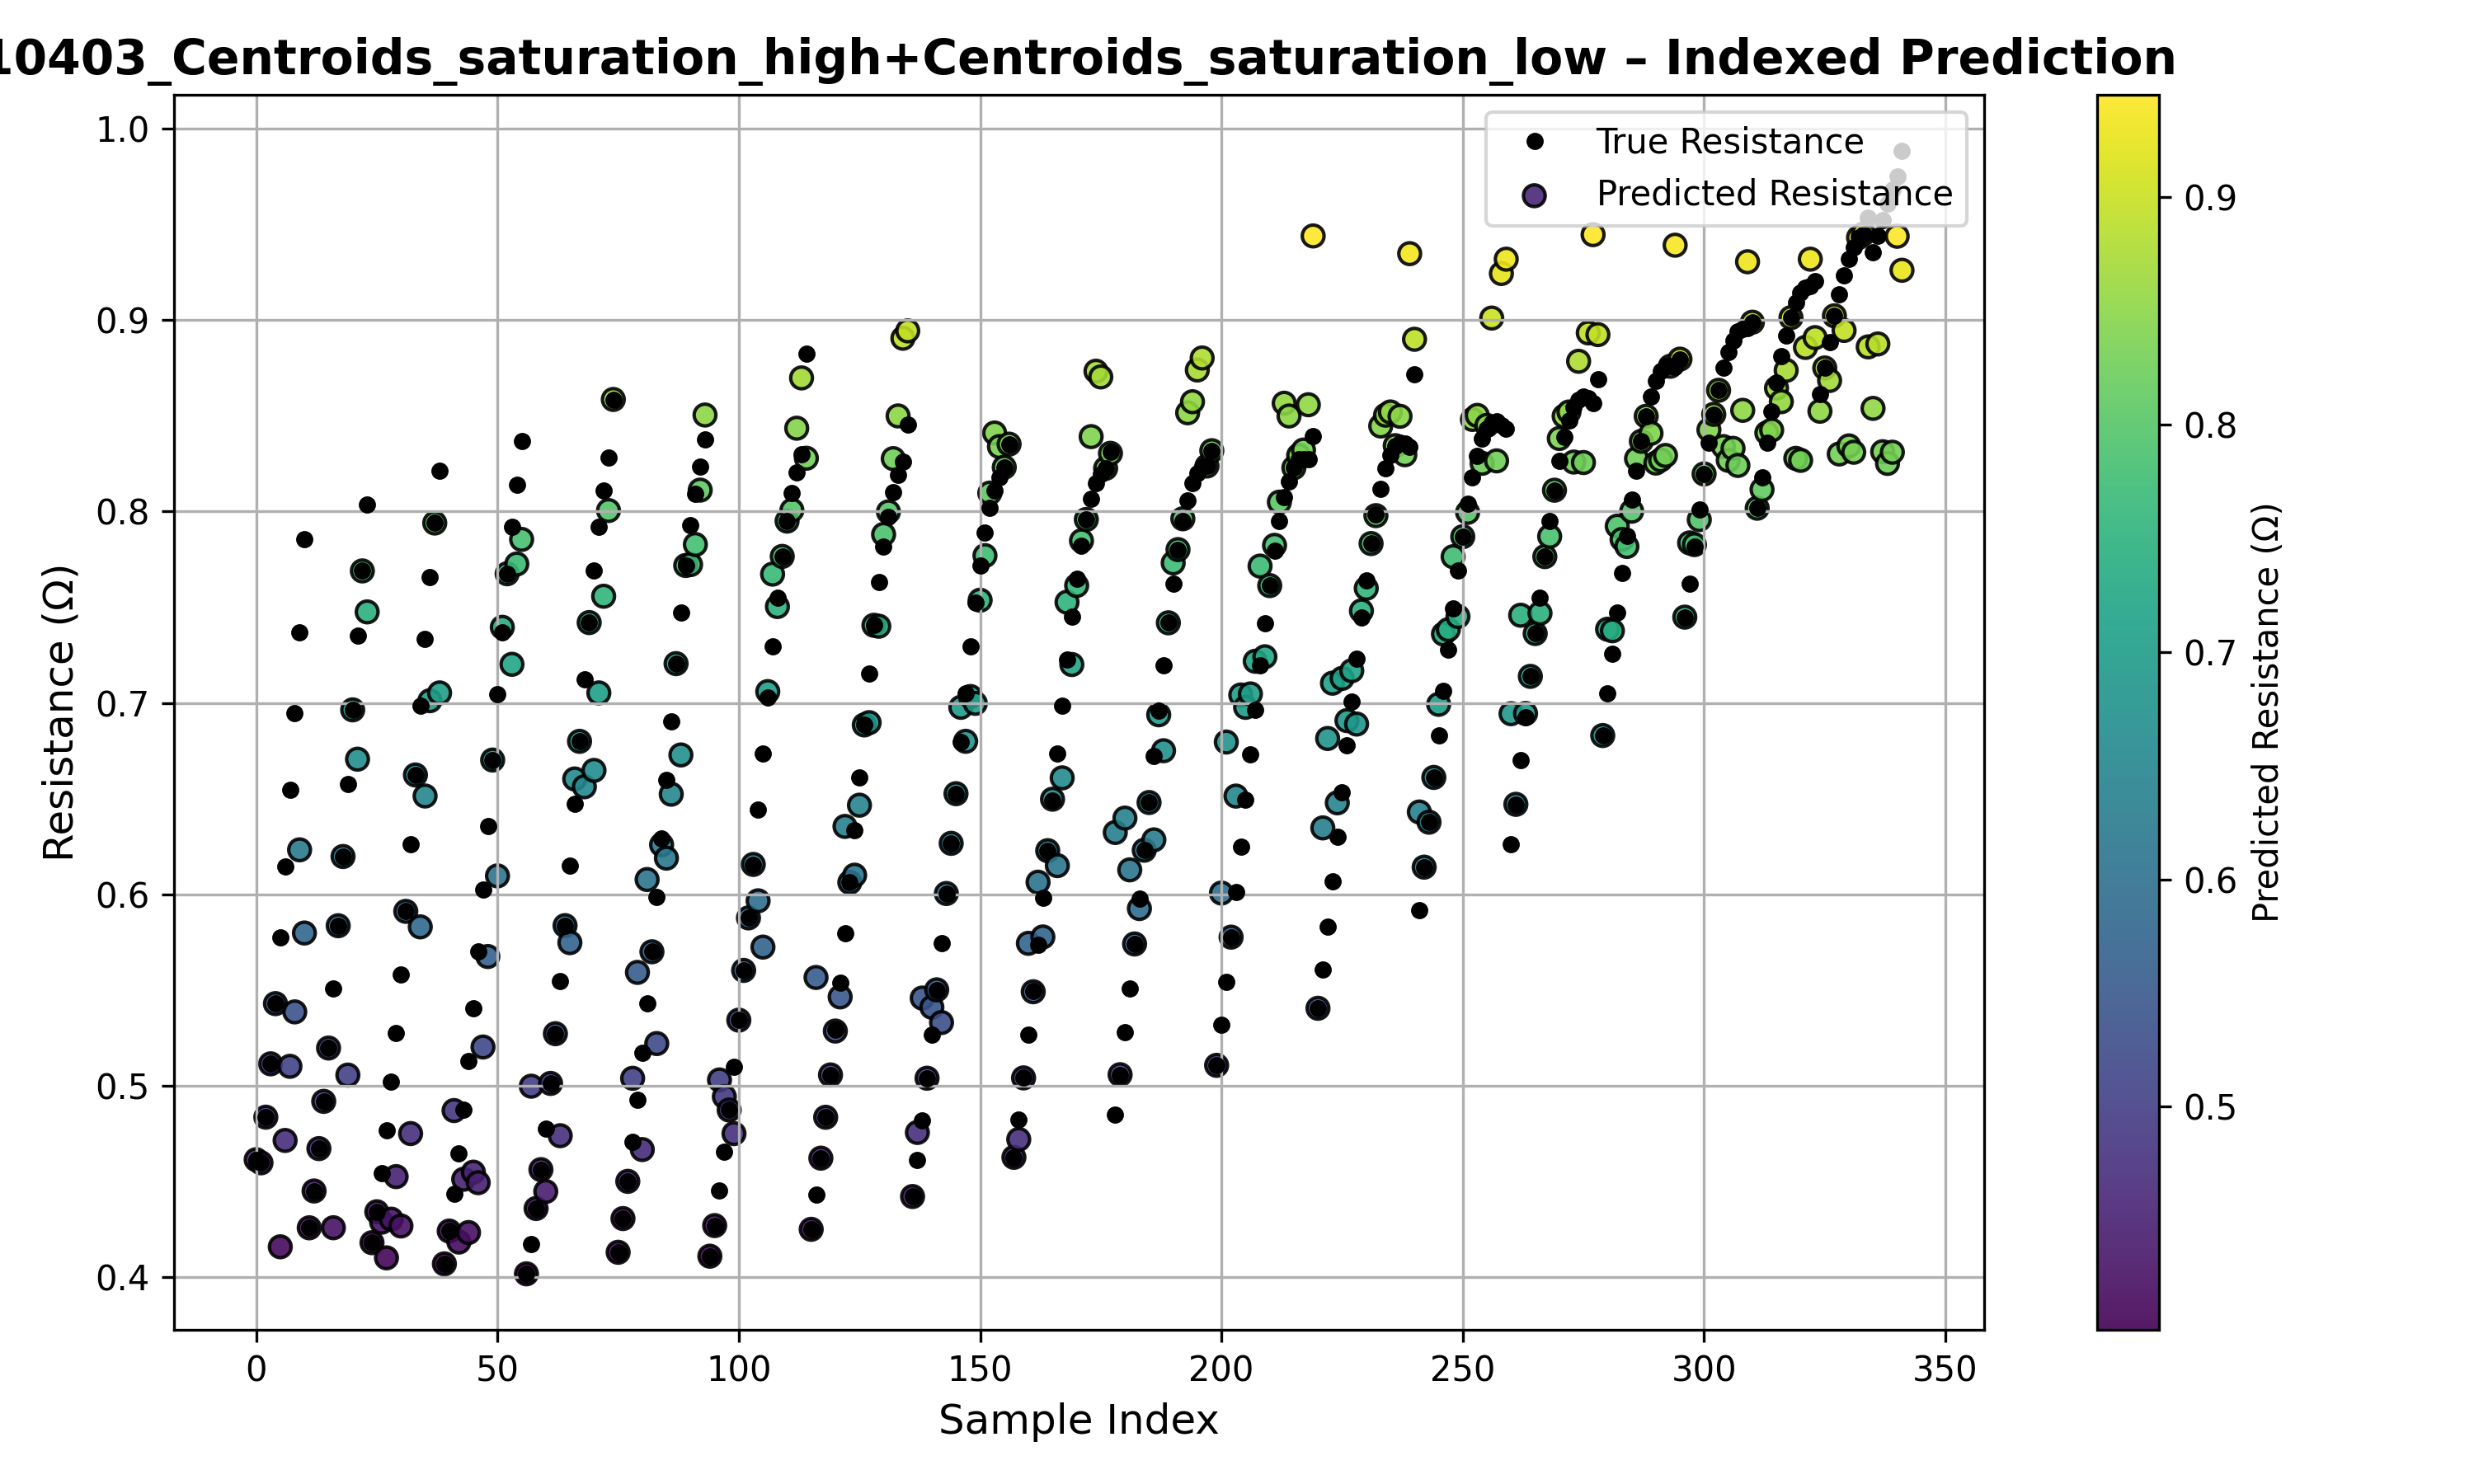 10403_Centroids_saturation_high+Centroids_saturation_low – Indexed Prediction
True Resistance
Predicted Resistance
1.0
0.9
0.8
0.7
0.6
0.5
0.4
Resistance (Ω)
0 50 100 150 200 250 300 350
Sample Index
0.9
0.8
0.7
0.6
0.5
Predicted Resistance (Ω)